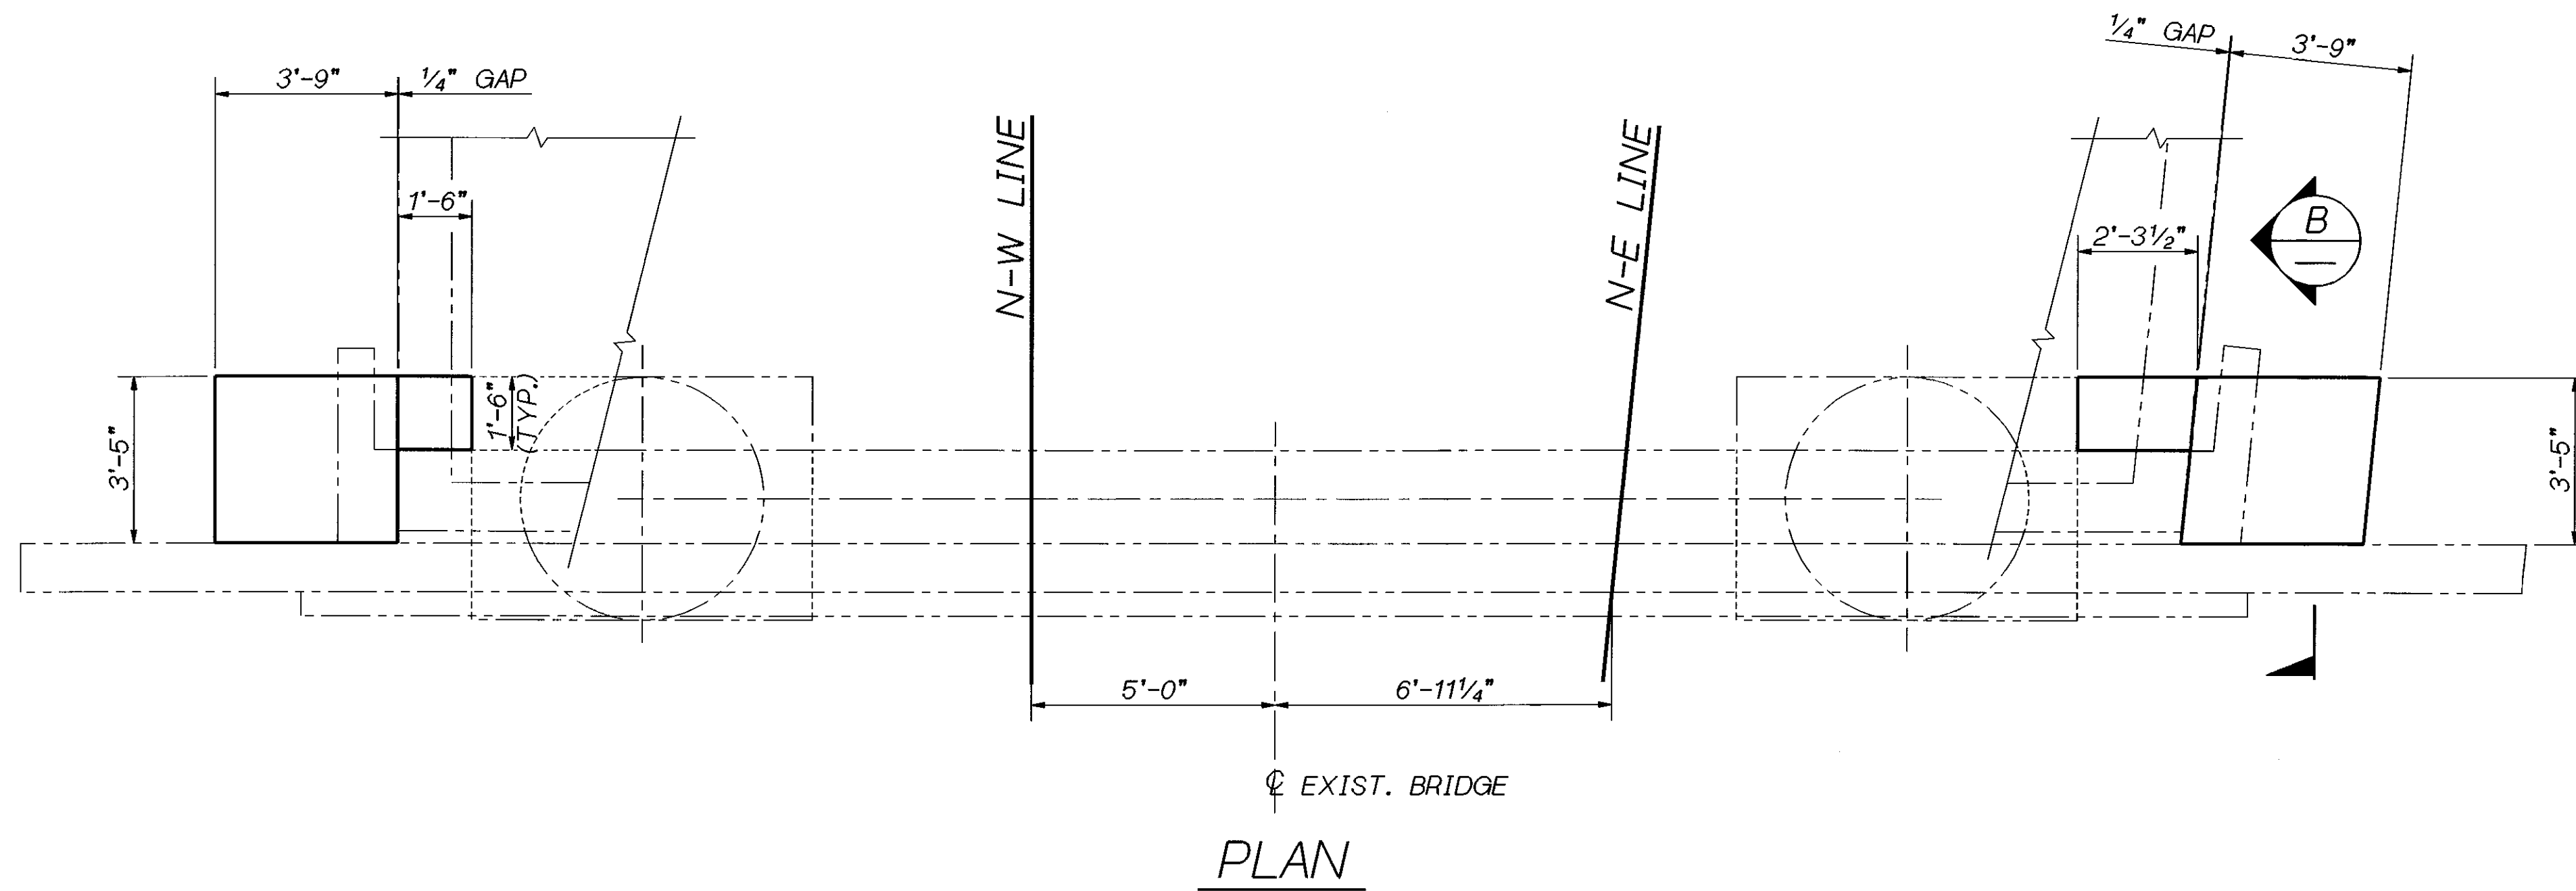 1/4" GAP
3'-9"
3'-9"
1/4" GAP
N-W LINE
N-E LINE
1'-6"
B
2'-3 1/2"
1'-6"
(TYP.)
3'-5"
3'-5"
5'-0"
6'-11 1/4"
℄ EXIST. BRIDGE
PLAN